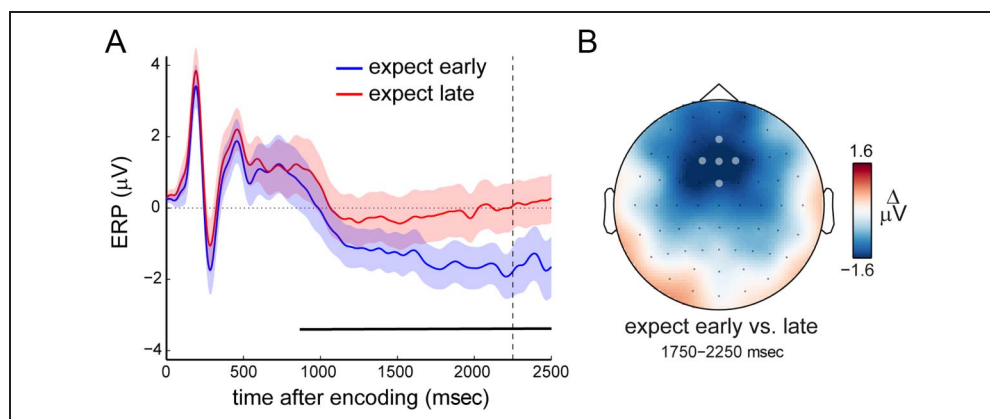 A
B
4
2
0
−2
−4
ERP (μV)
expect early
expect late
0
500
1000
1500
2000
2500
time after encoding (msec)
1.6
Δ
μV
−1.6
expect early vs. late
1750−2250 msec